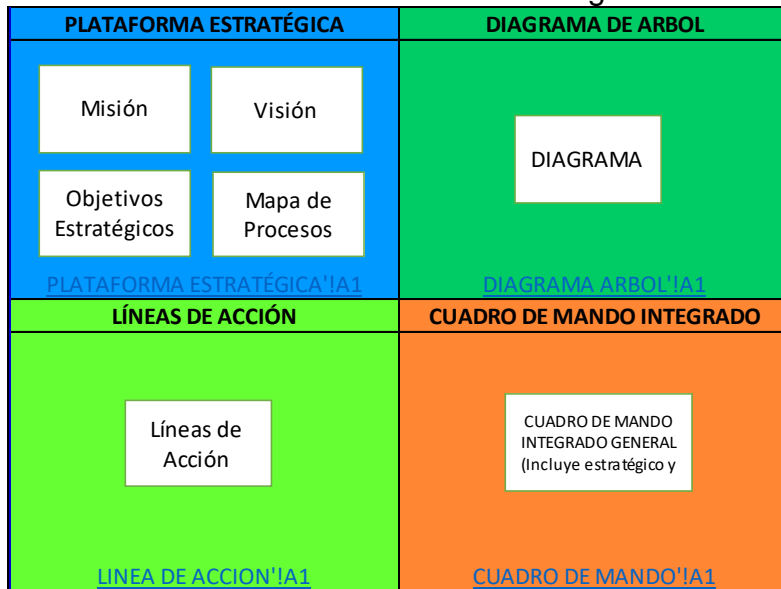 PLATAFORMA ESTRATÉGICA
Misión
Visión
Objetivos
Estratégicos
Mapa de
Procesos
PLATAFORMA ESTRATÉGICA'!A1
DIAGRAMA DE ARBOL
DIAGRAMA
DIAGRAMA ARBOL'!A1
LÍNEAS DE ACCIÓN
Líneas de
Acción
LINEA DE ACCION'!A1
CUADRO DE MANDO INTEGRADO
CUADRO DE MANDO
INTEGRADO GENERAL
(Incluye estratégico y
CUADRO DE MANDO'!A1